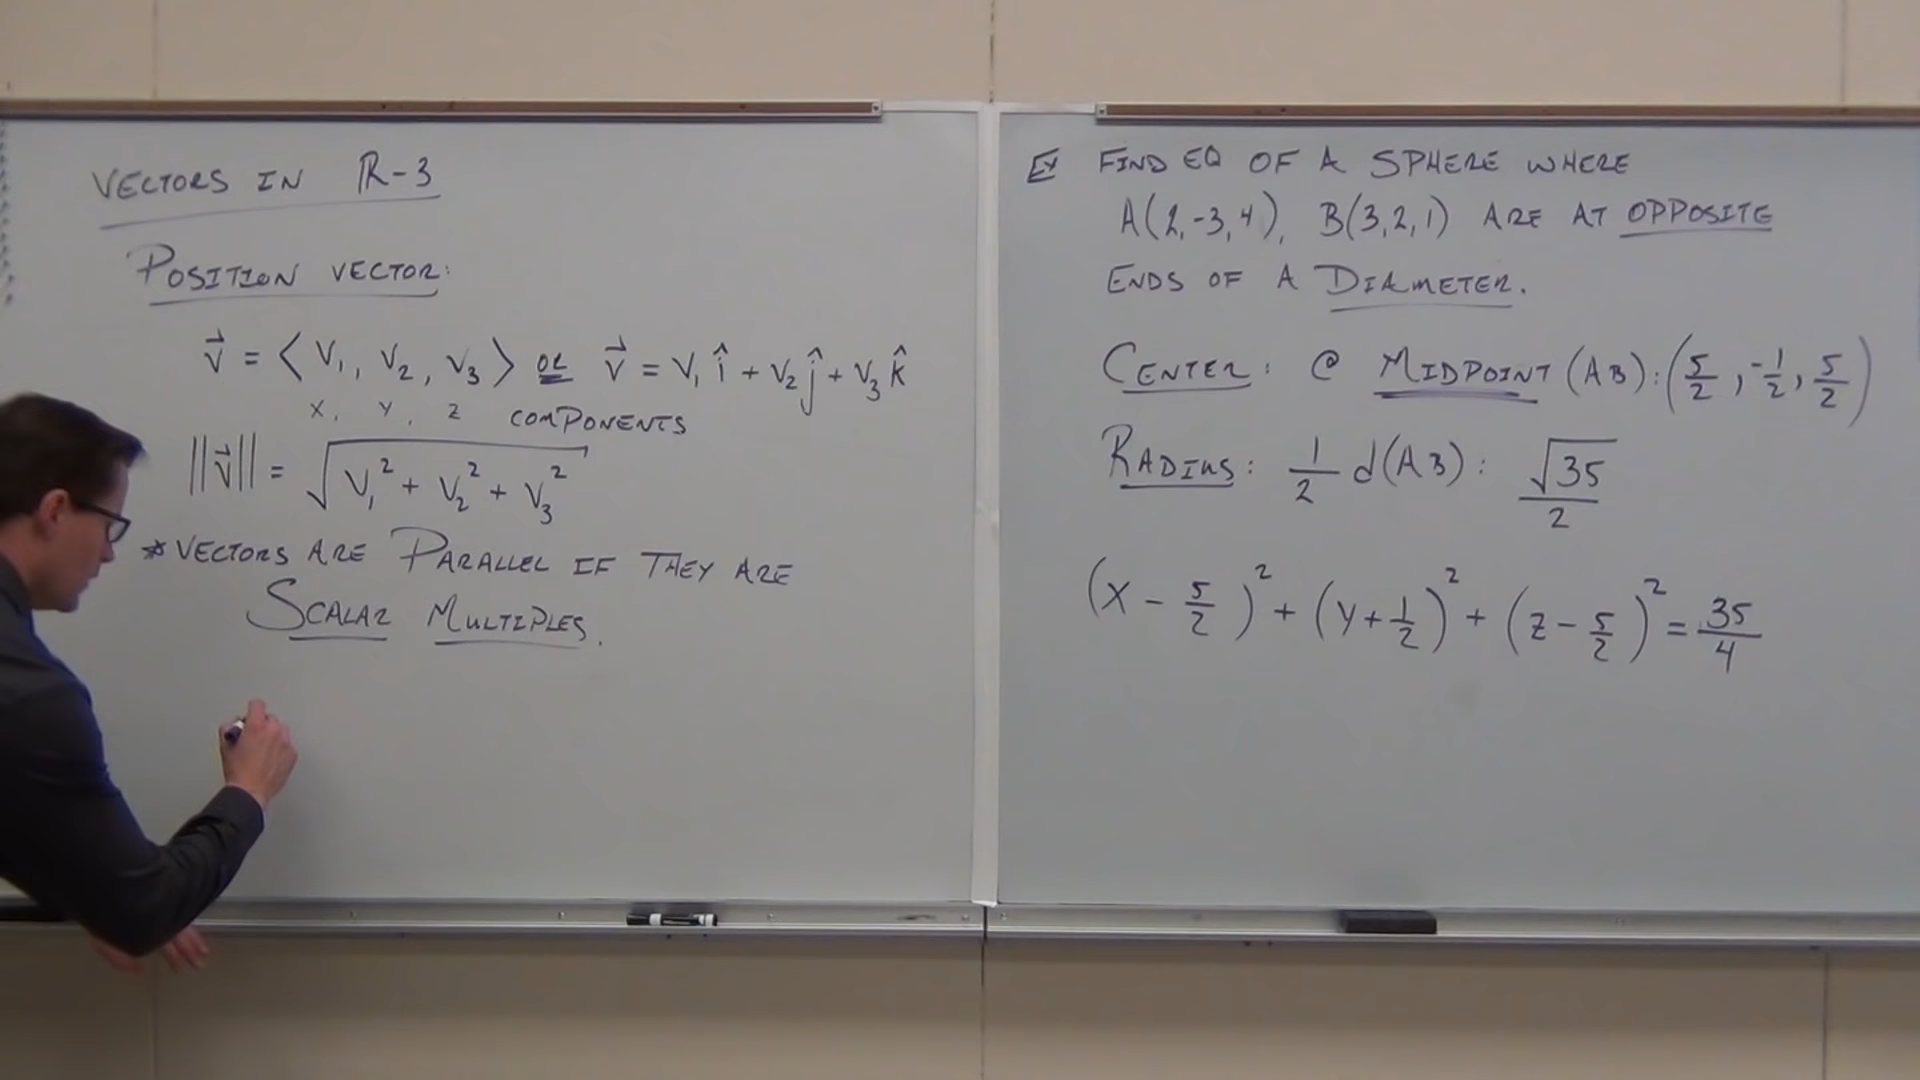 VECTORS IN ℝ-3
POSITION VECTOR:
v⃗ = ⟨ V₁, V₂, V₃ ⟩ OR v⃗ = V₁ î + V₂ ĵ + V₃ k̂
X, Y, Z COMPONENTS
||v⃗|| = √(V₁² + V₂² + V₃²)
* VECTORS ARE PARALLEL IF THEY ARE
SCALAR MULTIPLES.
EX FIND EQ OF A SPHERE WHERE
A(2,-3,4), B(3,2,1) ARE AT OPPOSITE
ENDS OF A DIAMETER.
CENTER: @ MIDPOINT (AB): (5/2, -1/2, 5/2)
RADIUS: 1/2 d(AB): √35/2
(X - 5/2)² + (Y + 1/2)² + (Z - 5/2)² = 35/4